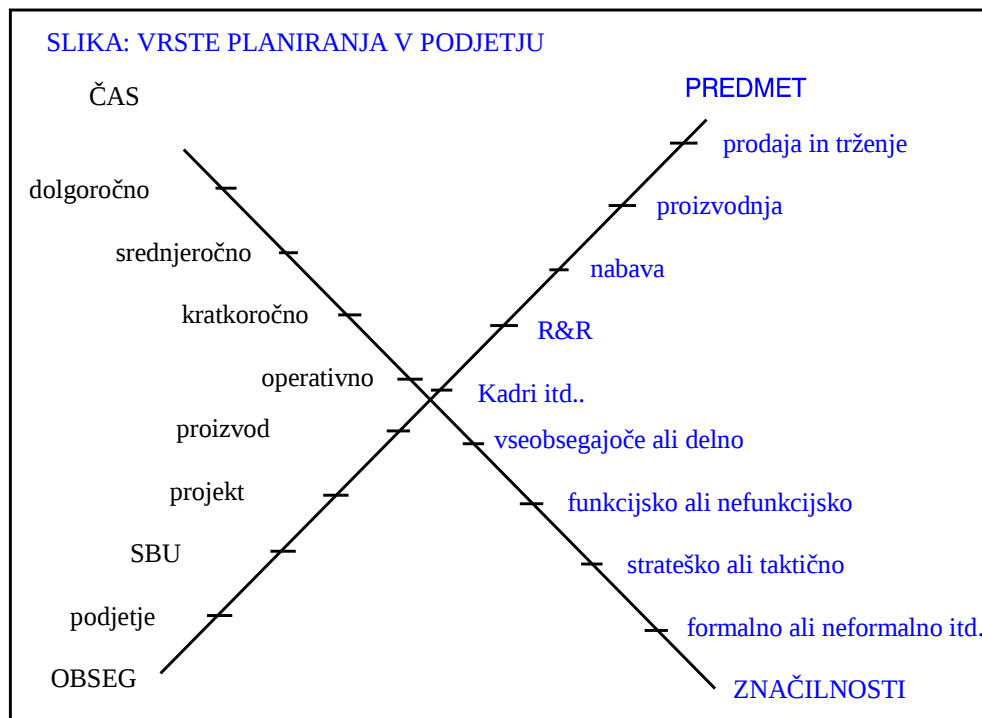 SLIKA: VRSTE PLANIRANJA V PODJETJU
ČAS
PREDMET
prodaja in trženje
dolgoročno
proizvodnja
srednjeročno
nabava
kratkoročno
R&R
operativno
Kadri itd..
proizvod
vseobsegajoče ali delno
projekt
funkcijsko ali nefunkcijsko
SBU
strateško ali taktično
podjetje
formalno ali neformalno itd.
OBSEG
ZNAČILNOSTI